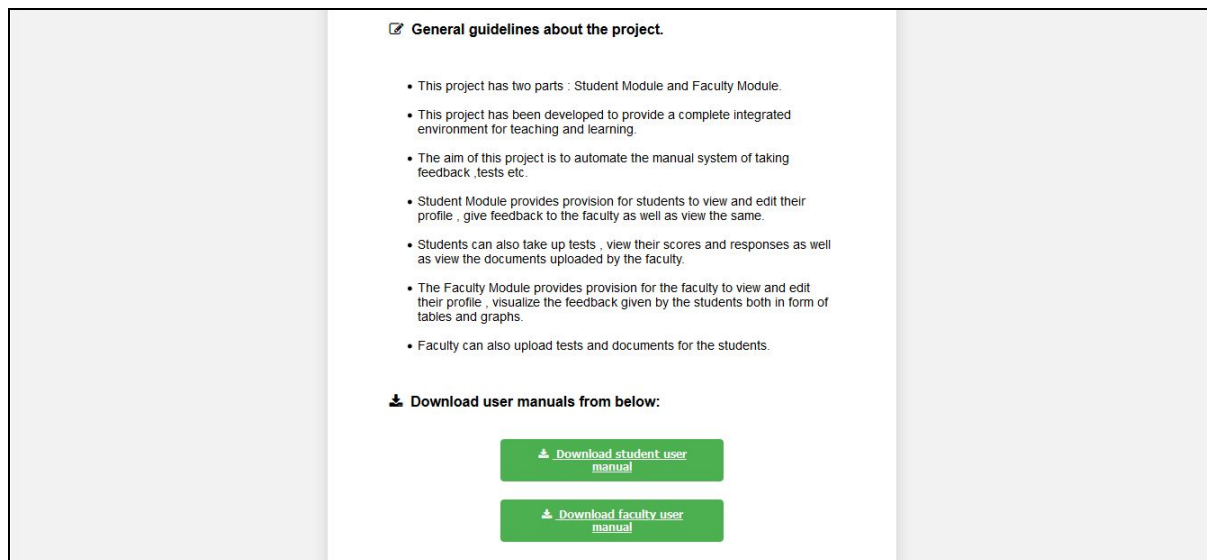 General guidelines about the project.
• This project has two parts : Student Module and Faculty Module.
• This project has been developed to provide a complete integrated
environment for teaching and learning.
• The aim of this project is to automate the manual system of taking
feedback ,tests etc.
• Student Module provides provision for students to view and edit their
profile , give feedback to the faculty as well as view the same.
• Students can also take up tests , view their scores and responses as well
as view the documents uploaded by the faculty.
• The Faculty Module provides provision for the faculty to view and edit
their profile , visualize the feedback given by the students both in form of
tables and graphs.
• Faculty can also upload tests and documents for the students.
Download user manuals from below:
Download student user
manual
Download faculty user
manual